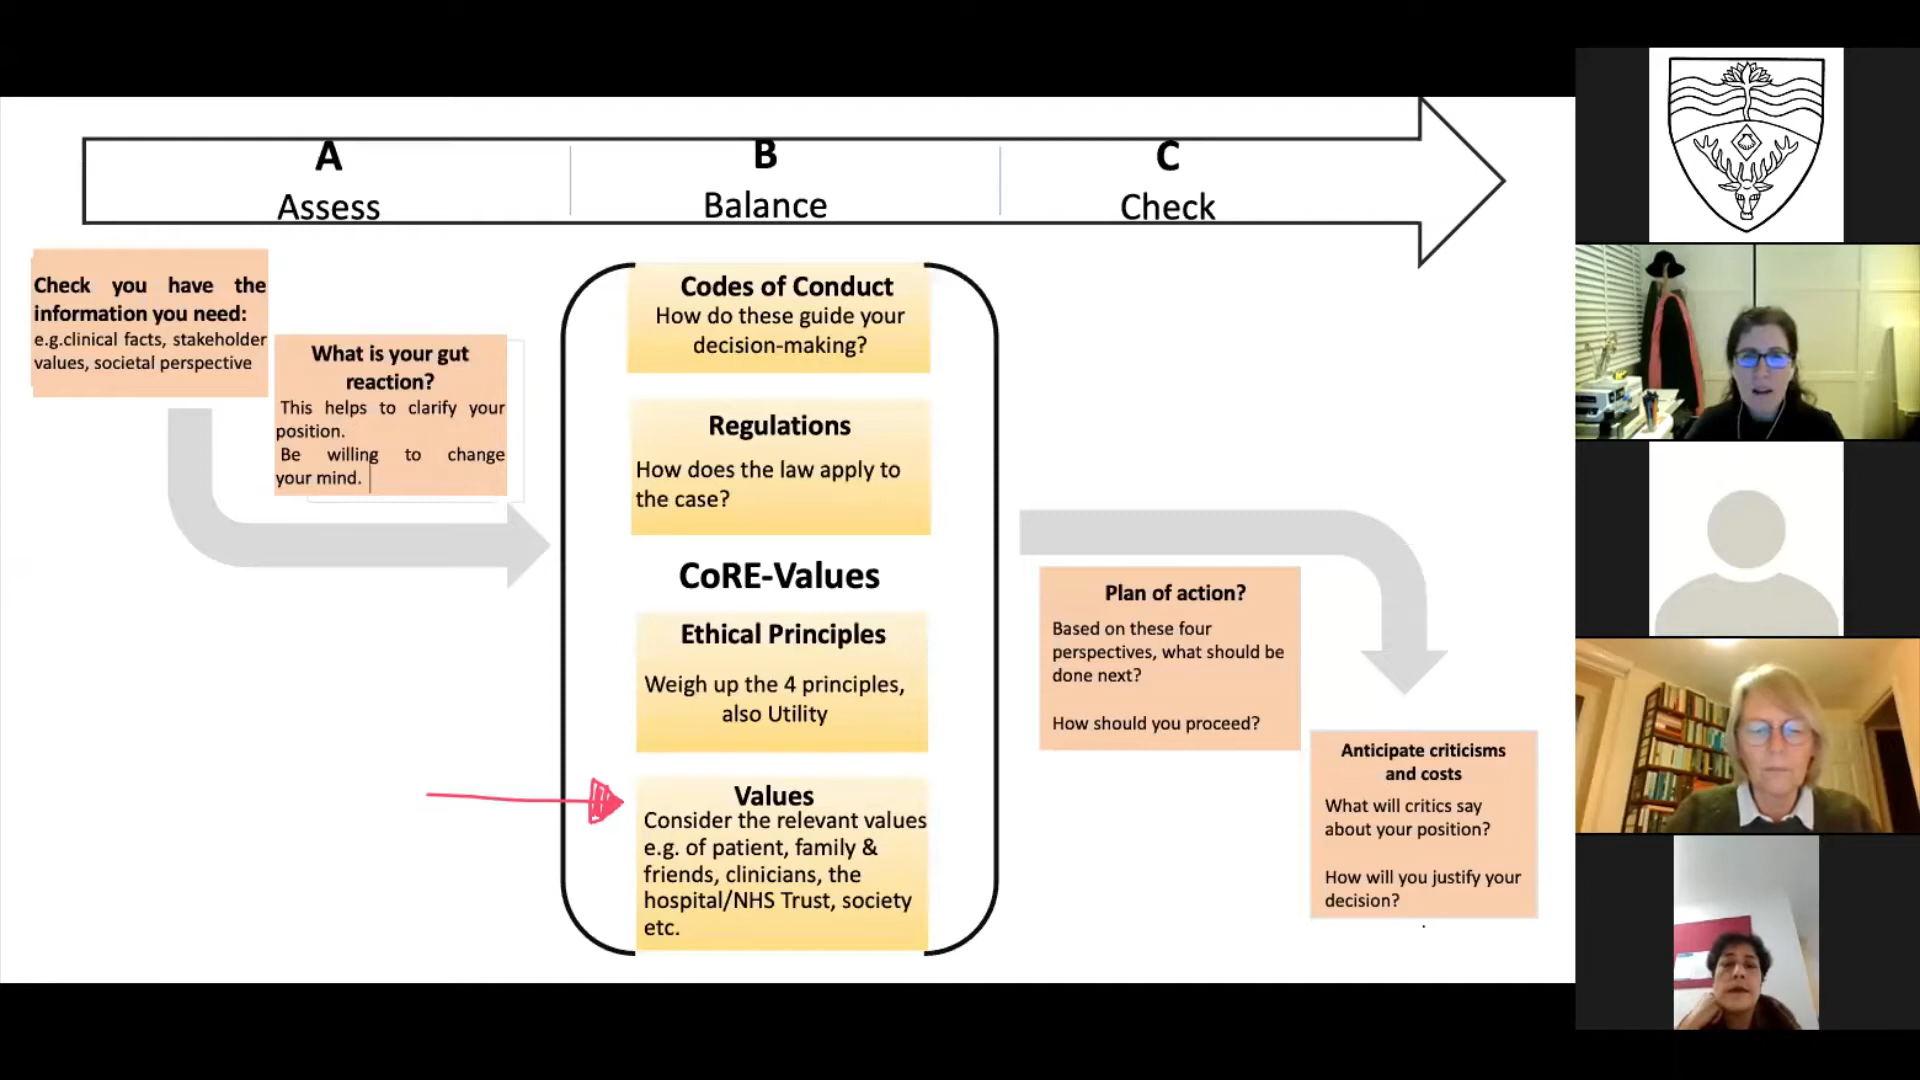 A
Assess
B
Balance
C
Check
Check you have the
information you need:
e.g.clinical facts, stakeholder
values, societal perspective
What is your gut
reaction?
This helps to clarify your
position.
Be willing to change
your mind.
Codes of Conduct
How do these guide your
decision-making?
Regulations
How does the law apply to
the case?
CoRE-Values
Ethical Principles
Weigh up the 4 principles,
also Utility
Values
Consider the relevant values
e.g. of patient, family &
friends, clinicians, the
hospital/NHS Trust, society
etc.
Plan of action?
Based on these four
perspectives, what should be
done next?
How should you proceed?
Anticipate criticisms
and costs
What will critics say
about your position?
How will you justify your
decision?